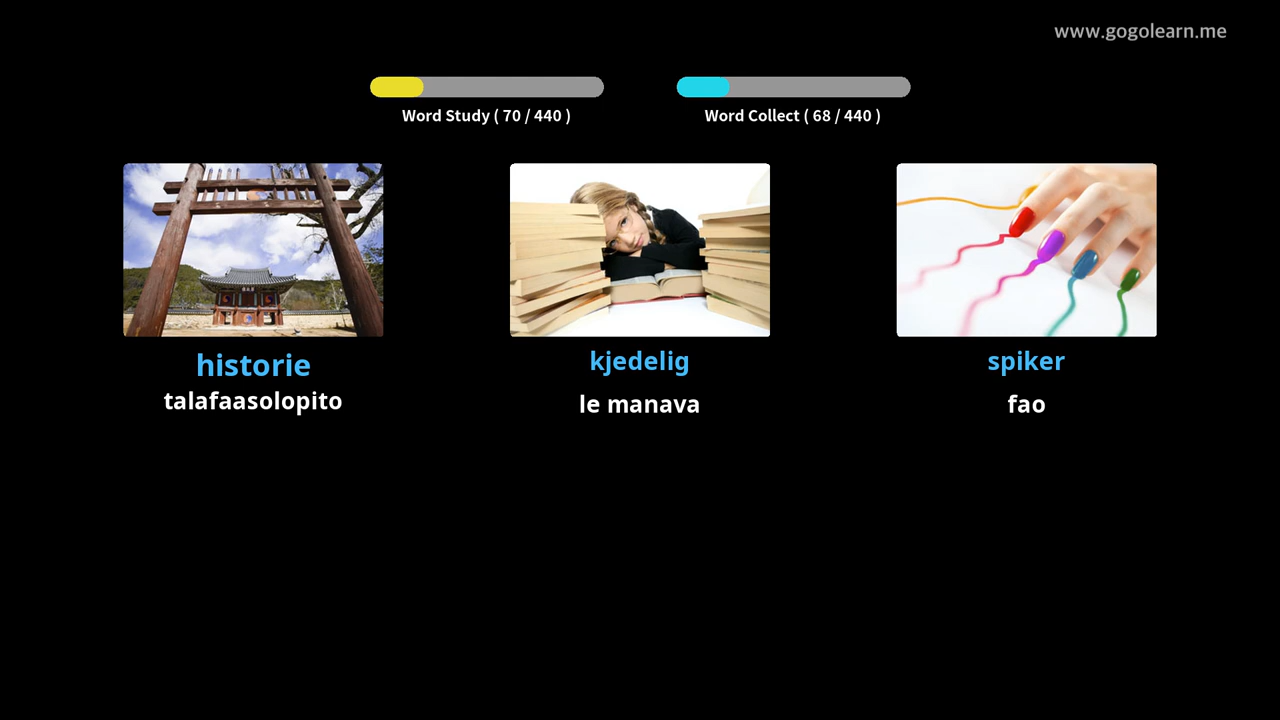 www.gogolearn.me
Word Study ( 70 / 440 )
Word Collect ( 68 / 440 )
historie
talafaasolopito
kjedelig
le manava
spiker
fao